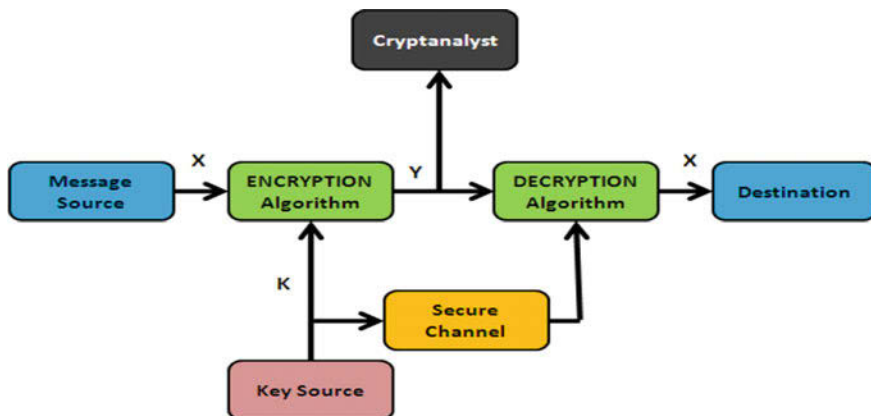 Cryptanalyst
X
Y
X
Message
Source
ENCRYPTION
Algorithm
DECRYPTION
Algorithm
Destination
K
Secure
Channel
Key Source